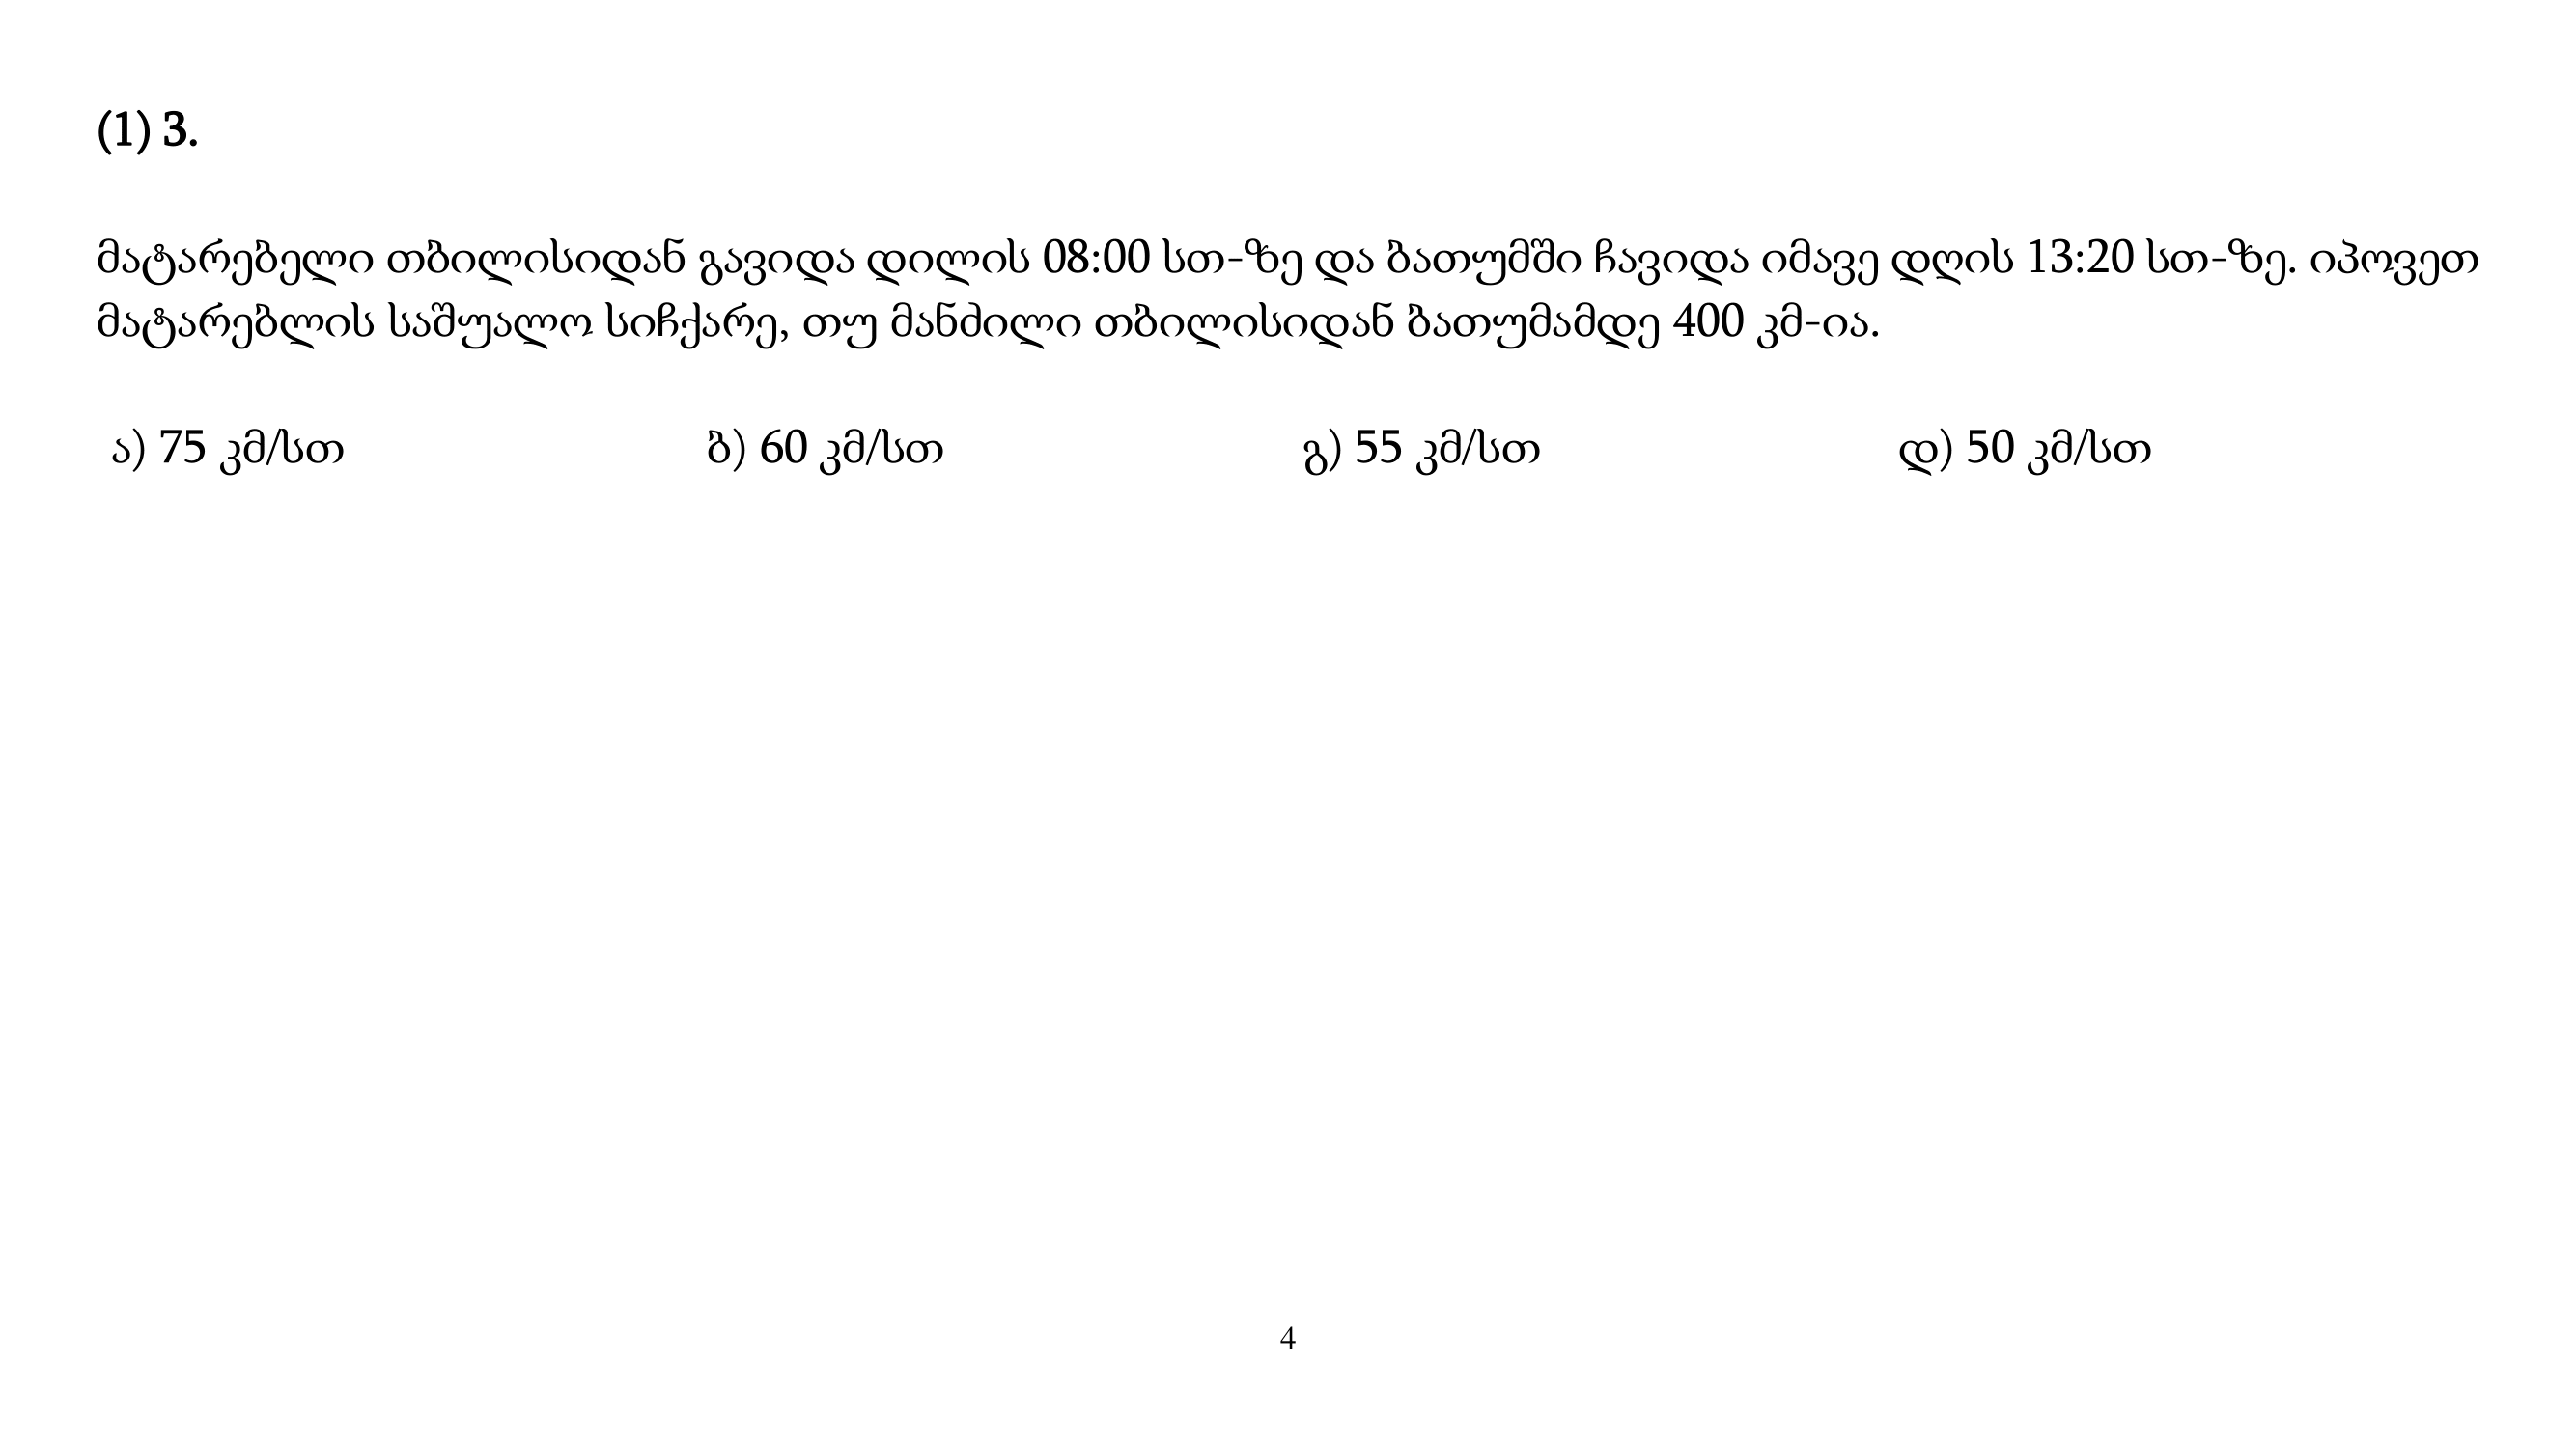 (1) 3.
მატარებელი თბილისიდან გავიდა დილის 08:00 სთ-ზე და ბათუმში ჩავიდა იმავე დღის 13:20 სთ-ზე. იპოვეთ
მატარებლის საშუალო სიჩქარე, თუ მანძილი თბილისიდან ბათუმამდე 400 კმ-ია.
ა) 75 კმ/სთ ბ) 60 კმ/სთ გ) 55 კმ/სთ დ) 50 კმ/სთ
4